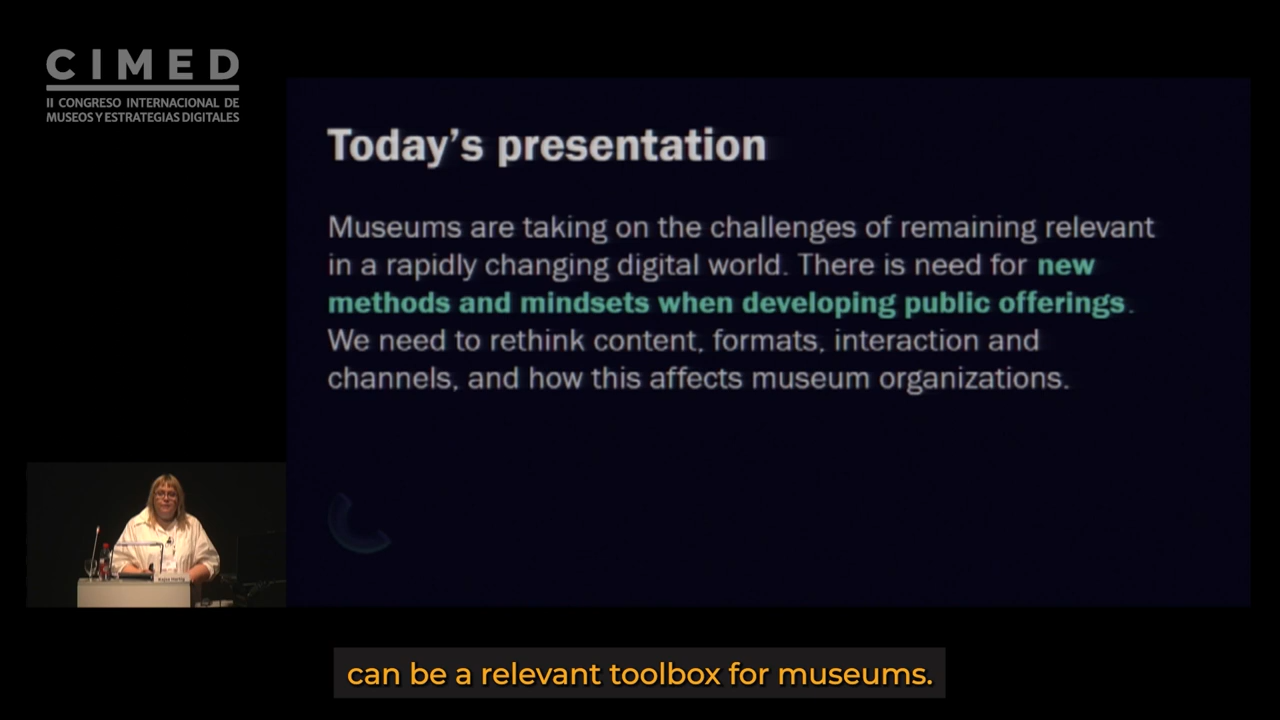 CIMED
II CONGRESO INTERNACIONAL DE
MUSEOS Y ESTRATEGIAS DIGITALES
Today's presentation
Museums are taking on the challenges of remaining relevant
in a rapidly changing digital world. There is need for new
methods and mindsets when developing public offerings.
We need to rethink content, formats, interaction and
channels, and how this affects museum organizations.
can be a relevant toolbox for museums.